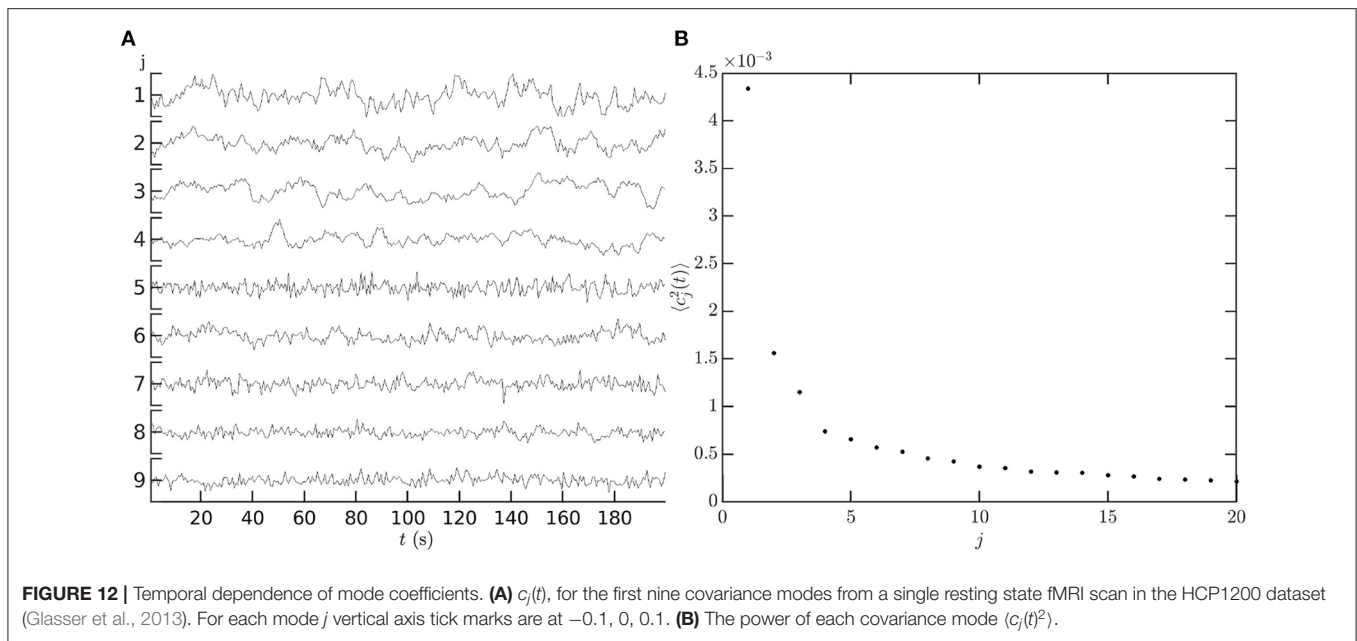 A
j
1
2
3
4
5
6
7
8
9
20 40 60 80 100 120 140 160 180
t (s)
B
×10⁻³
4.5
4
3.5
3
2.5
2
1.5
1
0.5
0
⟨c_j²(t)⟩
0 5 10 15 20
j
FIGURE 12 | Temporal dependence of mode coefficients. (A) c_j(t), for the first nine covariance modes from a single resting state fMRI scan in the HCP1200 dataset
(Glasser et al., 2013). For each mode j vertical axis tick marks are at −0.1, 0, 0.1. (B) The power of each covariance mode ⟨c_j(t)²⟩.